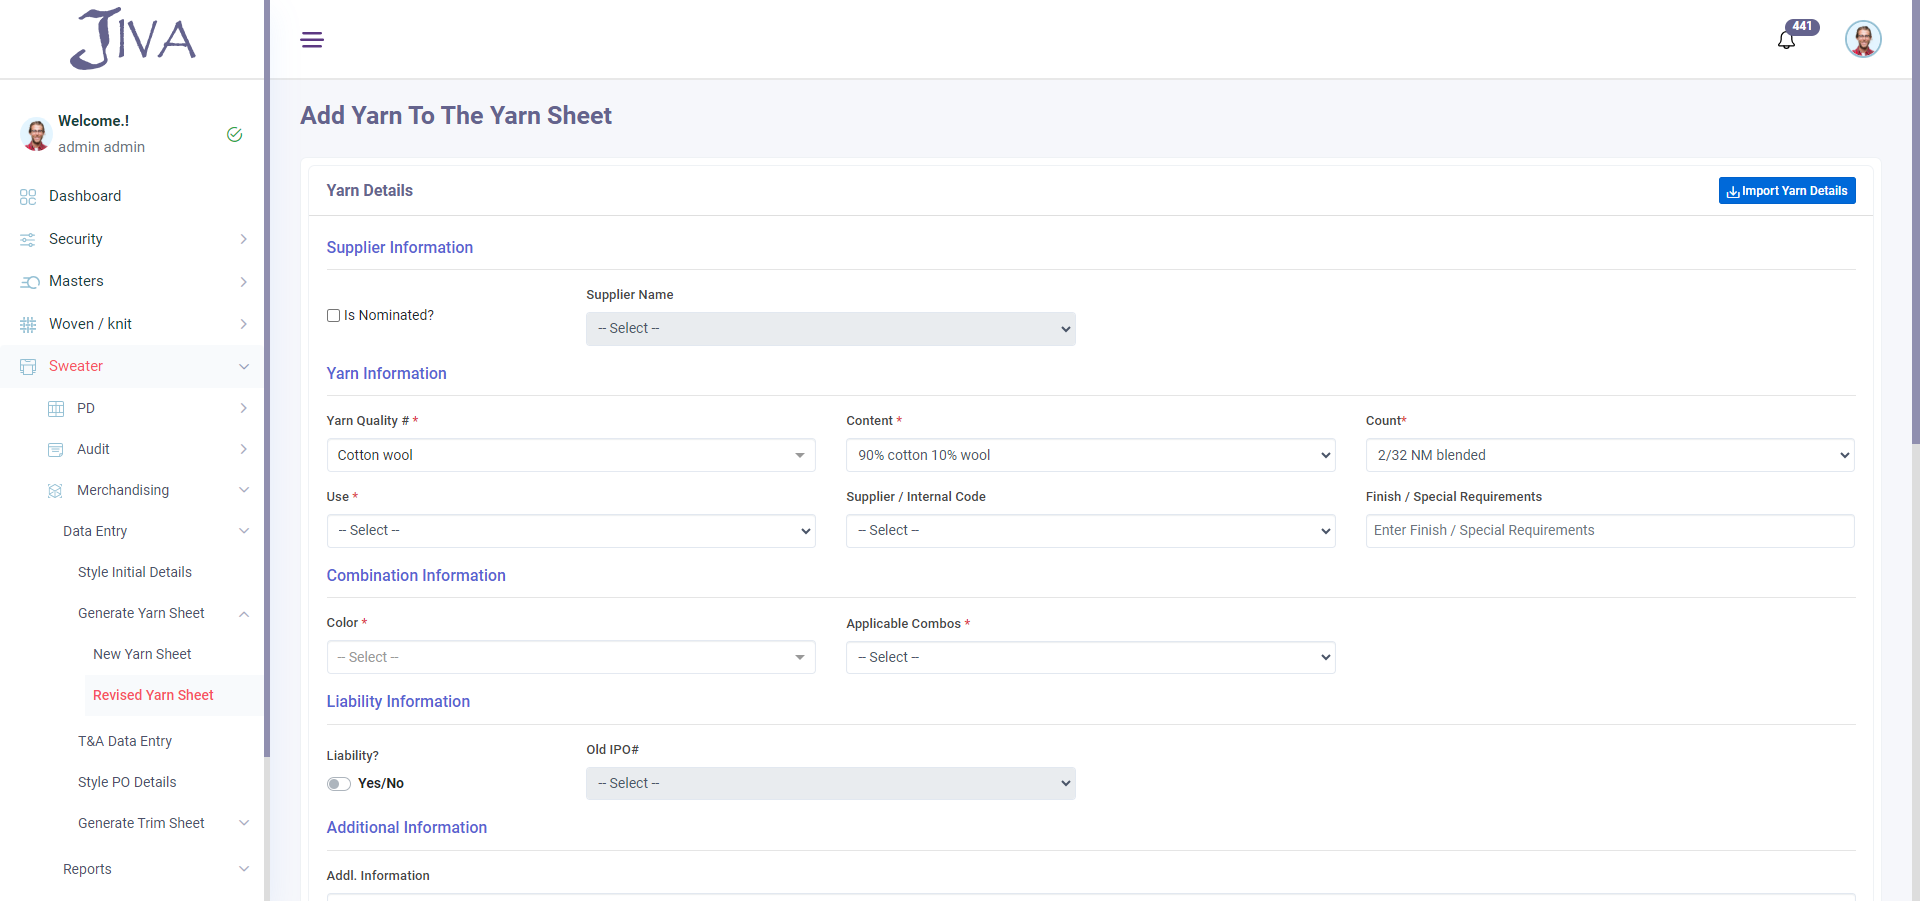 JIVA
441
Welcome.!
admin admin
Dashboard
Security
Masters
Woven / knit
Sweater
PD
Audit
Merchandising
Data Entry
Style Initial Details
Generate Yarn Sheet
New Yarn Sheet
Revised Yarn Sheet
T&A Data Entry
Style PO Details
Generate Trim Sheet
Reports
Add Yarn To The Yarn Sheet
Yarn Details
Import Yarn Details
Supplier Information
Is Nominated?
Supplier Name
-- Select --
Yarn Information
Yarn Quality # *
Content *
Count*
Cotton wool
90% cotton 10% wool
2/32 NM blended
Use *
Supplier / Internal Code
Finish / Special Requirements
-- Select --
-- Select --
Enter Finish / Special Requirements
Combination Information
Color *
Applicable Combos *
-- Select --
-- Select --
Liability Information
Liability?
Yes/No
Old IPO#
-- Select --
Additional Information
Addl. Information